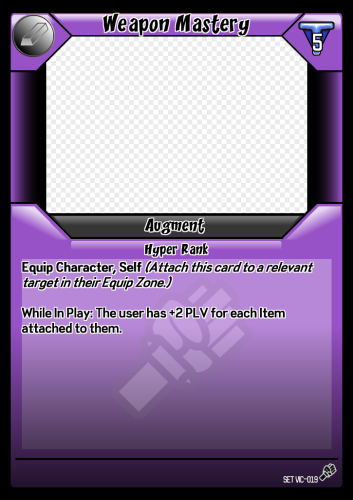 Weapon Mastery
5
Augment
Hyper Rank
Equip Character, Self (Attach this card to a relevant
target in their Equip Zone.)
While In Play: The user has +2 PLV for each Item
attached to them.
SET VIC-019